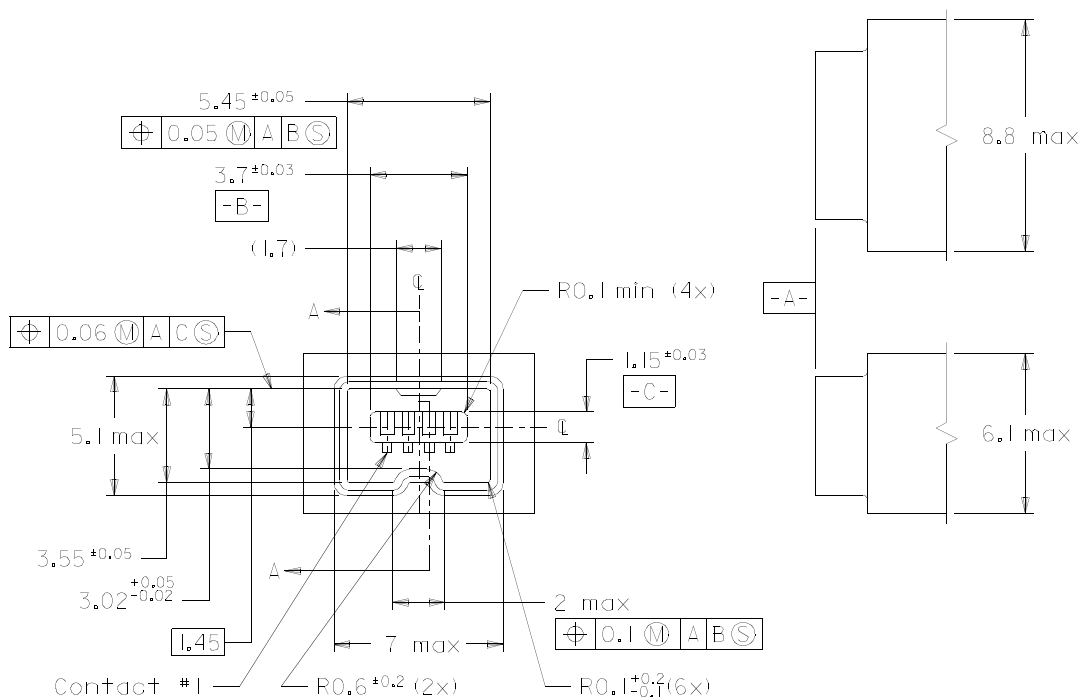 8.8 max
5.45 ±0.05
⌖ 0.05 Ⓜ A B Ⓢ
3.7 ±0.03
-B-
(1.7)
℄
R0.1 min (4x)
-A-
A
⌖ 0.06 Ⓜ A C Ⓢ
1.15 ±0.03
-C-
5.1 max
℄
6.1 max
3.55 ±0.05
A
3.02 +0.05 -0.02
2 max
⌖ 0.1 Ⓜ A B Ⓢ
1.45
7 max
Contact #1
R0.6 ±0.2 (2x)
R0.1 +0.2 -0.1 (6x)